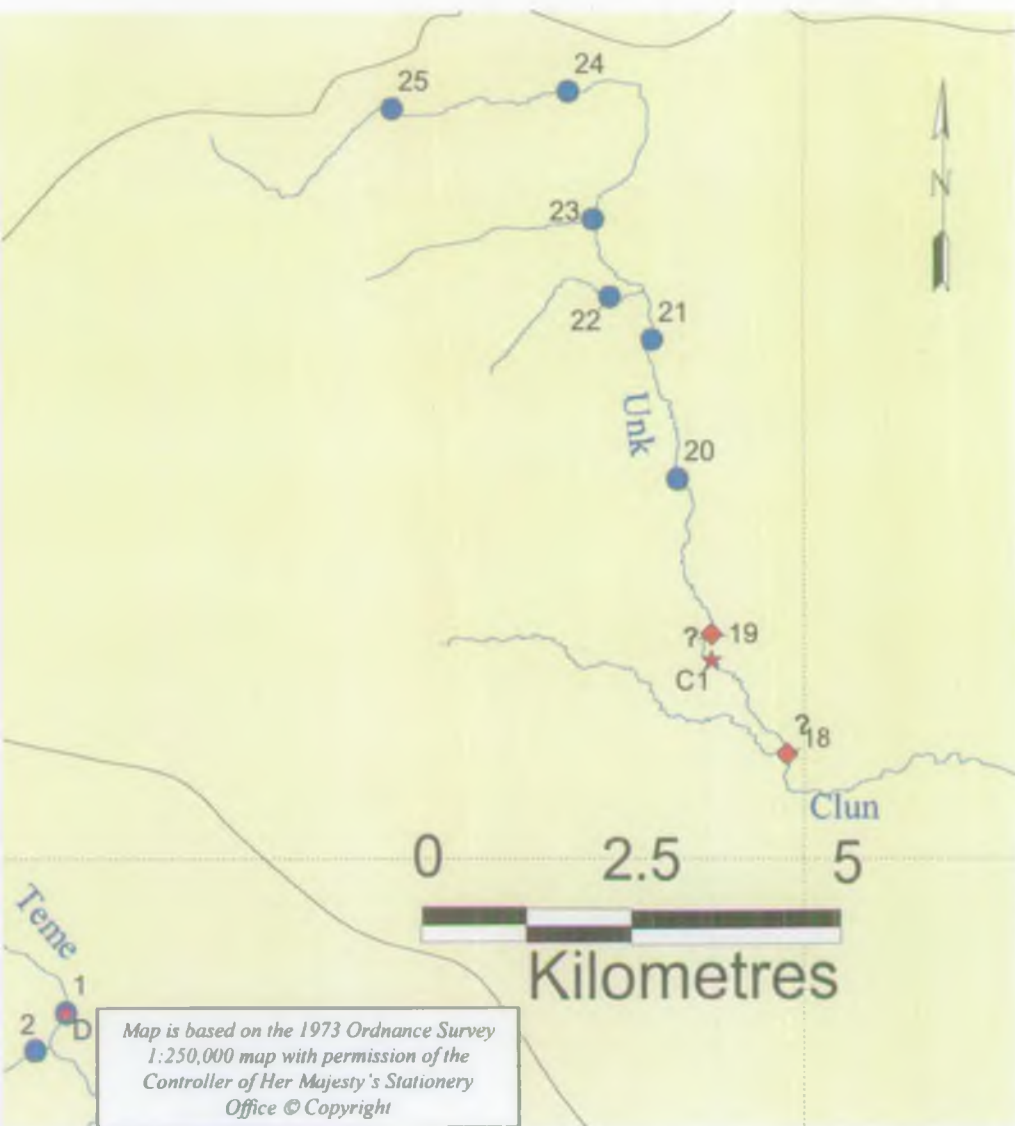 24
25
N
23
22
21
Unk
20
? 19
C1
?
18
Clun
0 2.5 5
Kilometres
Teme
1
D
2
Map is based on the 1973 Ordnance Survey
1:250,000 map with permission of the
Controller of Her Majesty's Stationery
Office © Copyright